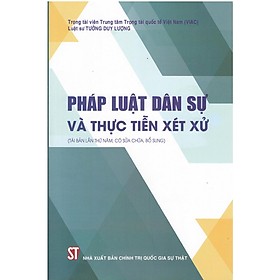 Trọng tài viên Trung tâm Trọng tài quốc tế Việt Nam (VIAC)
Luật sư TƯỞNG DUY LƯỢNG
PHÁP LUẬT DÂN SỰ
VÀ THỰC TIỄN XÉT XỬ
(TÁI BẢN LẦN THỨ NĂM, CÓ SỬA CHỮA, BỔ SUNG)
ST
NHÀ XUẤT BẢN CHÍNH TRỊ QUỐC GIA SỰ THẬT